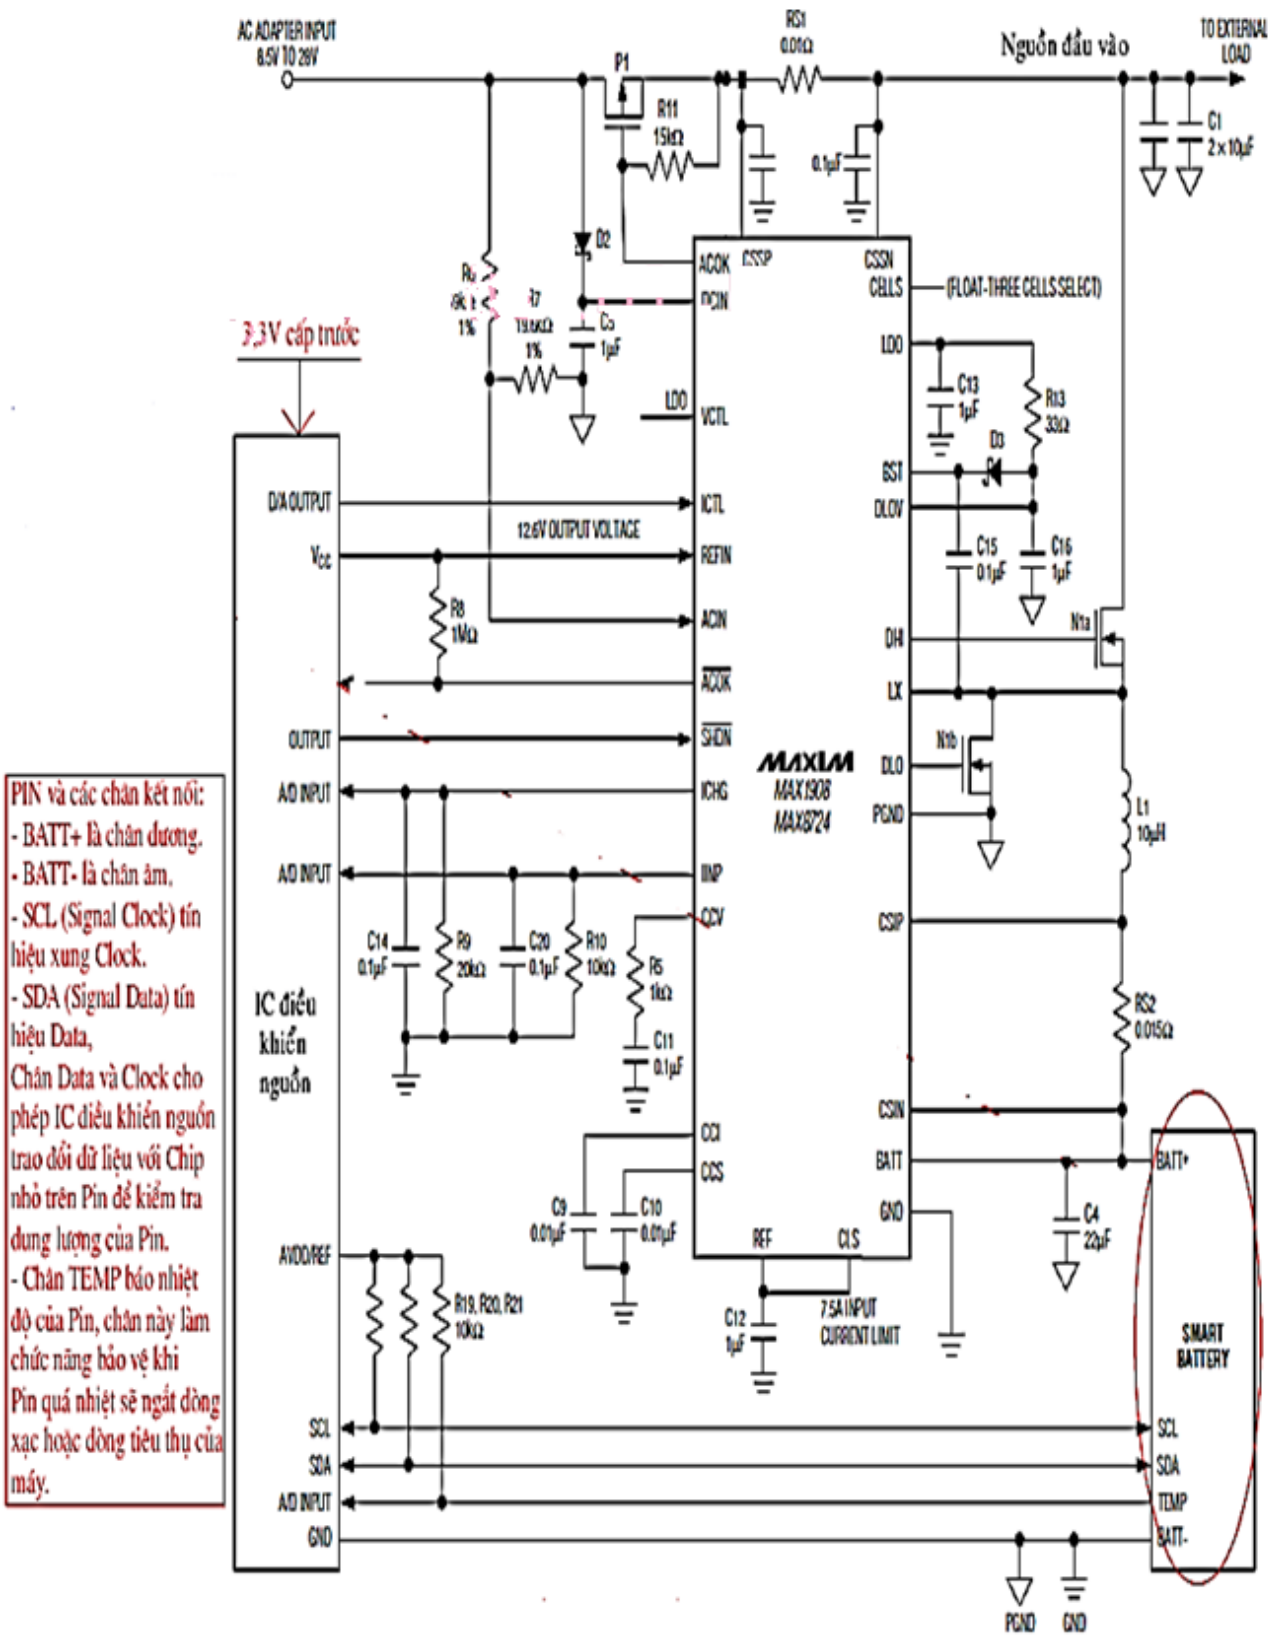 AC ADAPTER INPUT
8.5V TO 28V
P1
RS1
0.01Ω
Nguồn đầu vào
TO EXTERNAL
LOAD
R11
15kΩ
0.1µF
C1
2×10µF
D2
ACOK
CSSP
CSSN
CELLS
(FLOAT-THREE CELLS SELECT)
DCIN
1%
R7
1%
1µF
3,3V cấp trước
LDO
VCTL
LDO
C13
1µF
R13
33Ω
D3
BST
DLOV
C15
0.1µF
C16
1µF
D/A OUTPUT
ICTL
12.6V OUTPUT VOLTAGE
VCC
REFIN
R8
1MΩ
ACIN
ACOK
DHI
N1a
LX
OUTPUT
SHDN
N1b
DLO
MAXIM
MAX1908
MAX8724
PGND
L1
10µH
A/D INPUT
ICHG
A/D INPUT
IINP
CCV
CSIP
C14
0.1µF
R9
20kΩ
C20
0.1µF
R10
10kΩ
R5
1kΩ
C11
0.1µF
RS2
0.015Ω
IC điều
khiển
nguồn
PIN và các chân kết nối:
- BATT+ là chân dương.
- BATT- là chân âm.
- SCL (Signal Clock) tín
hiệu xung Clock.
- SDA (Signal Data) tín
hiệu Data,
Chân Data và Clock cho
phép IC điều khiển nguồn
trao đổi dữ liệu với Chip
nhỏ trên Pin để kiểm tra
dung lượng của Pin.
- Chân TEMP báo nhiệt
độ của Pin, chân này làm
chức năng bảo vệ khi
Pin quá nhiệt sẽ ngắt dòng
xạc hoặc dòng tiêu thụ của
máy.
CSIN
CCI
BATT
BATT+
CCS
C9
0.01µF
C10
0.01µF
GND
C4
22µF
REF
CLS
AVDD/REF
R19, R20, R21
10kΩ
C12
1µF
7.5A INPUT
CURRENT LIMIT
SMART
BATTERY
SCL
SCL
SDA
SDA
A/D INPUT
TEMP
GND
BATT-
PGND
GND